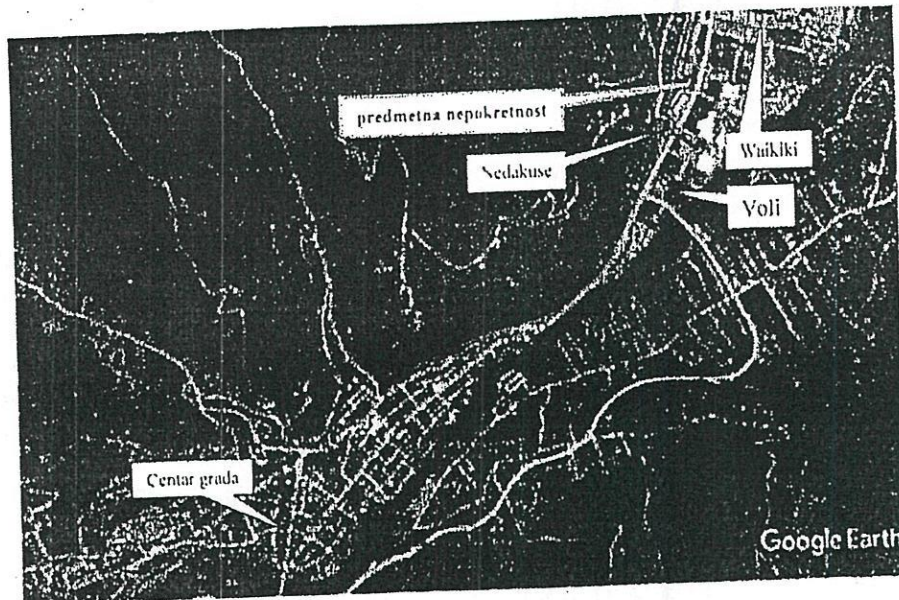 predmetna nepokretnost
Nedakuse
Waikiki
Voli
Centar grada
Google Earth